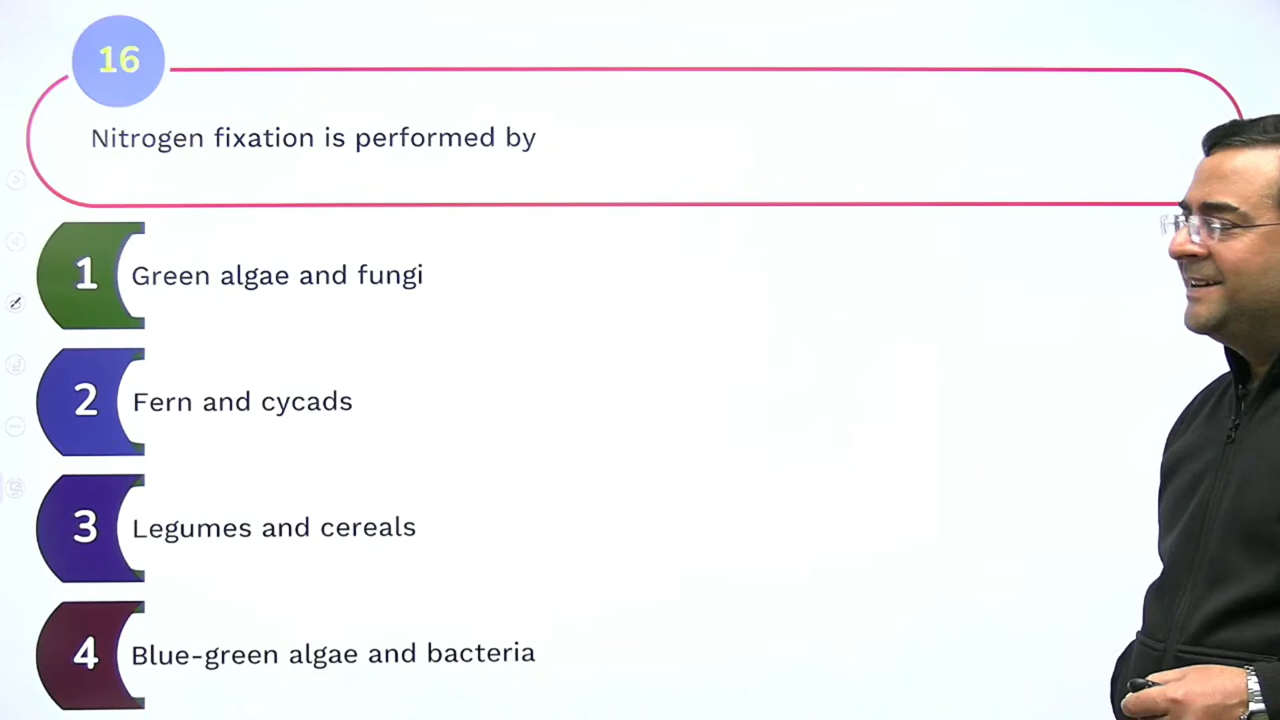 16
Nitrogen fixation is performed by
1
Green algae and fungi
2
Fern and cycads
3
Legumes and cereals
4
Blue-green algae and bacteria